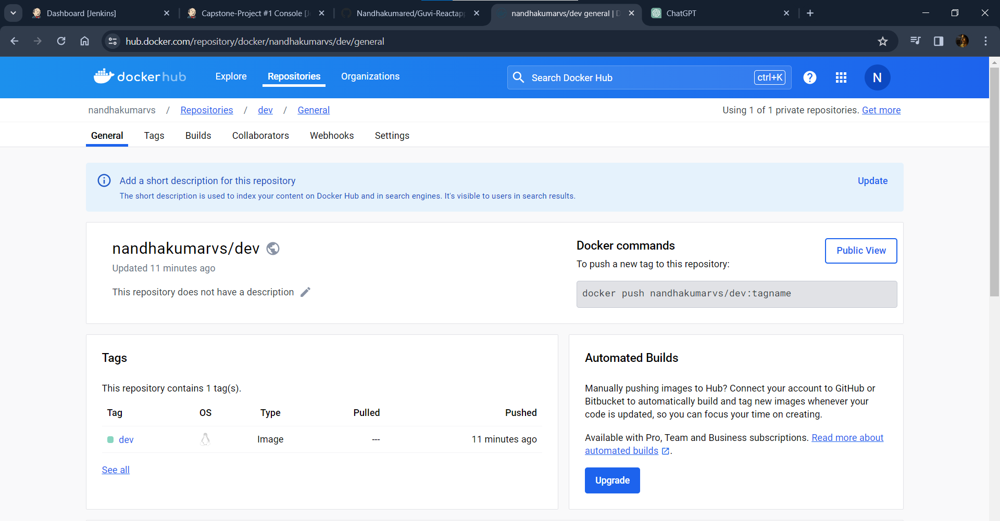 Dashboard [Jenkins]
Capstone-Project #1 Console [J
Nandhakumared/Guvi-Reactap
nandhakumarvs/dev general | D
ChatGPT
hub.docker.com/repository/docker/nandhakumarvs/dev/general
dockerhub
Explore
Repositories
Organizations
Search Docker Hub
ctrl+K
?
N
nandhakumarvs / Repositories / dev / General
Using 1 of 1 private repositories. Get more
General
Tags
Builds
Collaborators
Webhooks
Settings
Add a short description for this repository
Update
The short description is used to index your content on Docker Hub and in search engines. It's visible to users in search results.
nandhakumarvs/dev
Updated 11 minutes ago
This repository does not have a description
Docker commands
Public View
To push a new tag to this repository:
docker push nandhakumarvs/dev:tagname
Tags
This repository contains 1 tag(s).
Tag OS Type Pulled Pushed
dev Image --- 11 minutes ago
See all
Automated Builds
Manually pushing images to Hub? Connect your account to GitHub or
Bitbucket to automatically build and tag new images whenever your
code is updated, so you can focus your time on creating.
Available with Pro, Team and Business subscriptions. Read more about
automated builds .
Upgrade